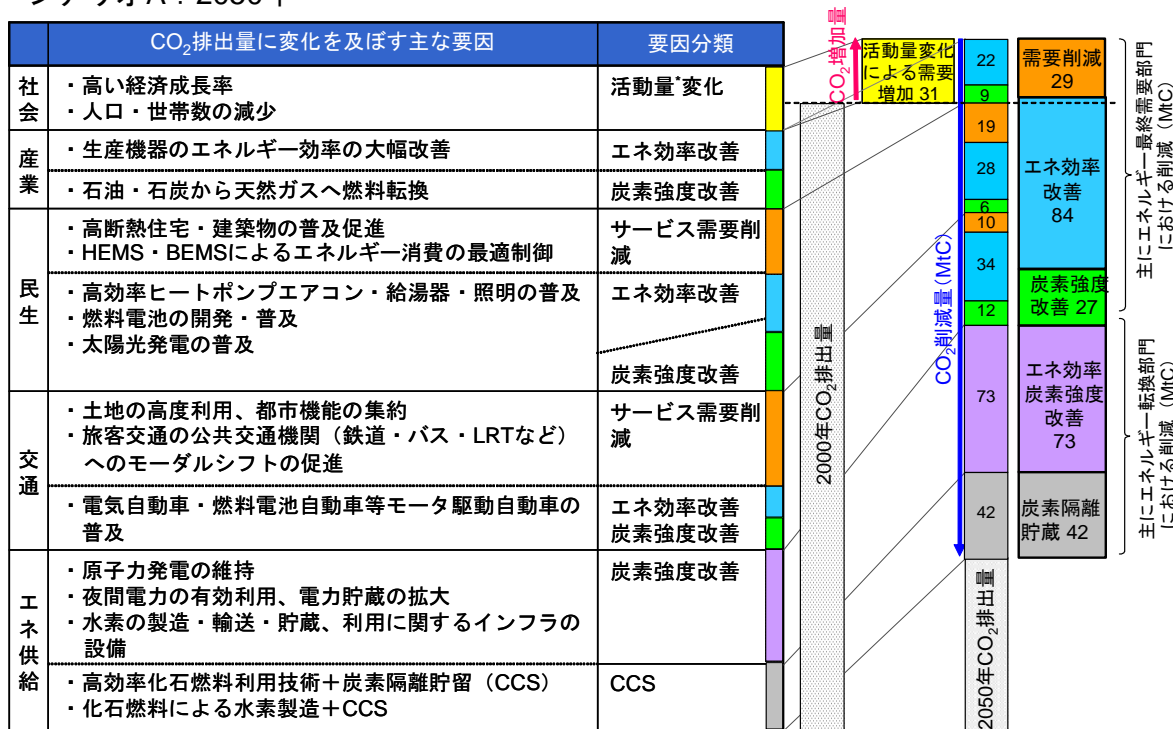 CO2排出量に変化を及ぼす主な要因
要因分類
社会
・高い経済成長率
・人口・世帯数の減少
活動量*変化
産業
・生産機器のエネルギー効率の大幅改善
エネ効率改善
・石油・石炭から天然ガスへ燃料転換
炭素強度改善
民生
・高断熱住宅・建築物の普及促進
・HEMS・BEMSによるエネルギー消費の最適制御
サービス需要削
減
・高効率ヒートポンプエアコン・給湯器・照明の普及
・燃料電池の開発・普及
・太陽光発電の普及
エネ効率改善
炭素強度改善
交通
・土地の高度利用、都市機能の集約
・旅客交通の公共交通機関（鉄道・バス・LRTなど）
へのモーダルシフトの促進
サービス需要削
減
・電気自動車・燃料電池自動車等モータ駆動自動車の
普及
エネ効率改善
炭素強度改善
エネ供給
・原子力発電の維持
・夜間電力の有効利用、電力貯蔵の拡大
・水素の製造・輸送・貯蔵、利用に関するインフラの
設備
炭素強度改善
・高効率化石燃料利用技術＋炭素隔離貯留（CCS）
・化石燃料による水素製造＋CCS
CCS
CO2増加量
活動量変化
による需要
増加 31
2000年CO2排出量
CO2削減量(MtC)
22
9
19
28
6
10
34
12
73
42
2050年CO2排出量
需要削減
29
エネ効率
改善
84
炭素強度
改善 27
エネ効率
炭素強度
改善
73
炭素隔離
貯蔵 42
主にエネルギー最終需要部門
における削減 (MtC)
主にエネルギー転換部門
における削減 (MtC)